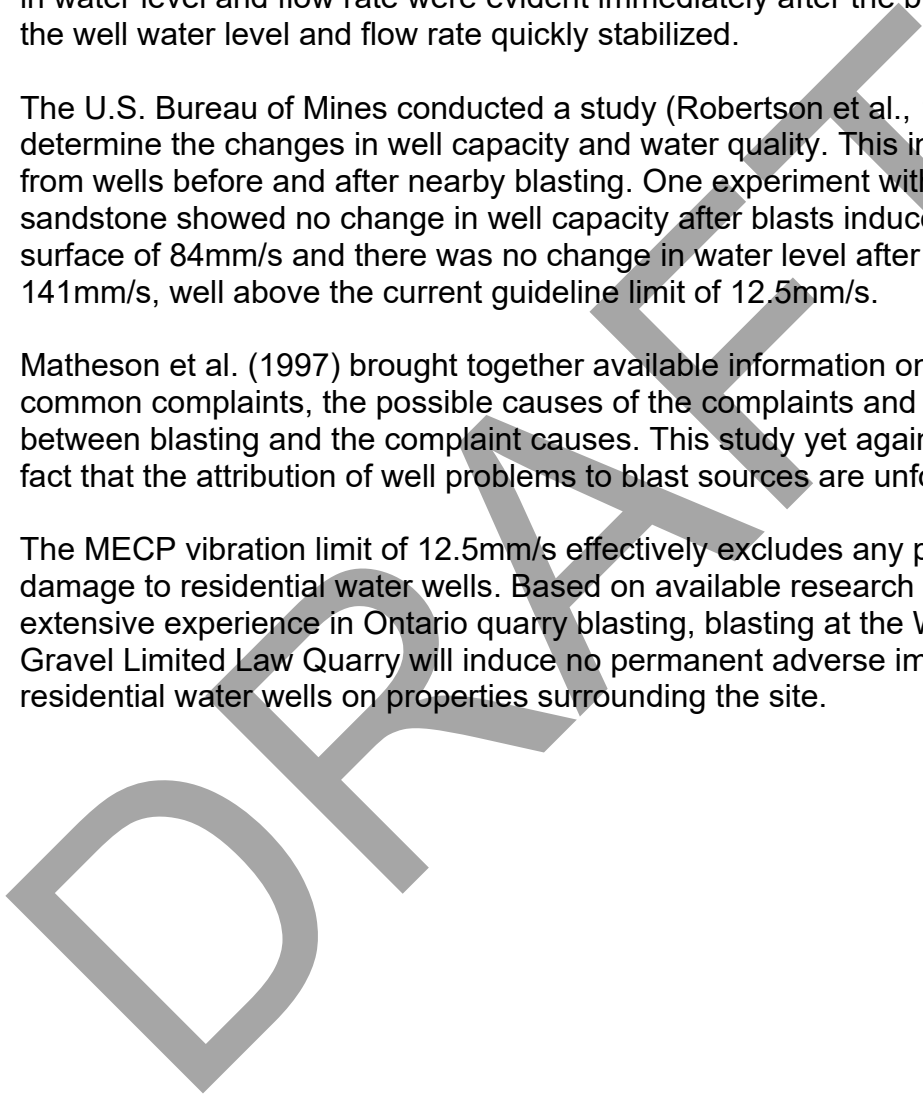 in water level and flow rate were evident immediately after the
the well water level and flow rate quickly stabilized.
The U.S. Bureau of Mines conducted a study (Robertson et al.,
determine the changes in well capacity and water quality. This
from wells before and after nearby blasting. One experiment
sandstone showed no change in well capacity after blasts
surface of 84mm/s and there was no change in water level after
141mm/s, well above the current guideline limit of 12.5mm/s.
Matheson et al. (1997) brought together available information
common complaints, the possible causes of the complaints and
between blasting and the complaint causes. This study yet
fact that the attribution of well problems to blast sources are
The MECP vibration limit of 12.5mm/s effectively excludes any
damage to residential water wells. Based on available research
extensive experience in Ontario quarry blasting, blasting at the
Gravel Limited Law Quarry will induce no permanent adverse
residential water wells on properties surrounding the site.
DRAFT